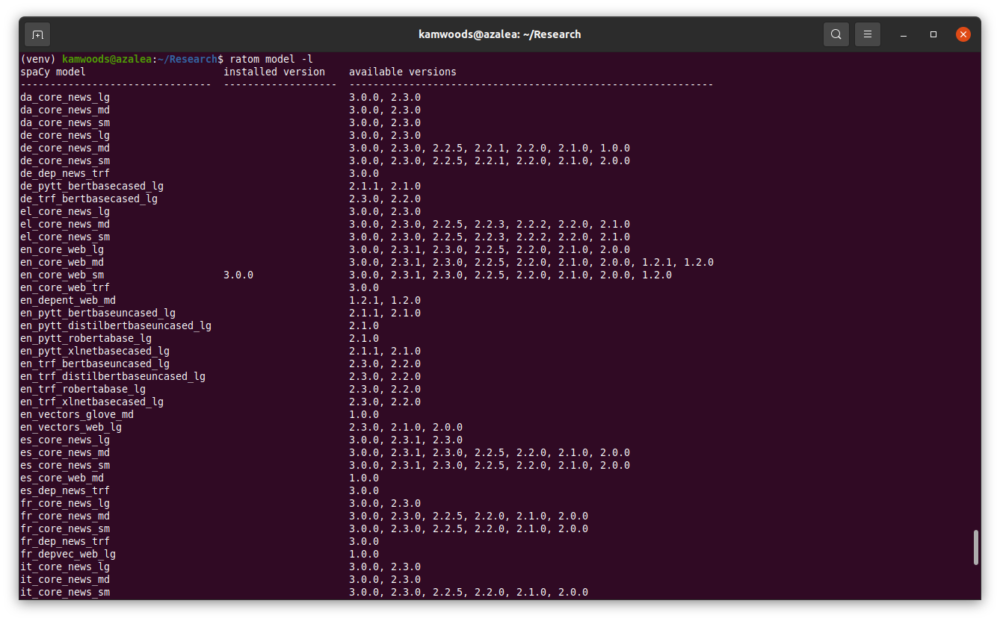 kamwoods@azalea: ~/Research
(venv) kamwoods@azalea:~/Research$ ratom model -l
spaCy model                       installed version    available versions
--------------------------------  -------------------  -------------------------------------------------------------
da_core_news_lg                                        3.0.0, 2.3.0
da_core_news_md                                        3.0.0, 2.3.0
da_core_news_sm                                        3.0.0, 2.3.0
de_core_news_lg                                        3.0.0, 2.3.0
de_core_news_md                                        3.0.0, 2.3.0, 2.2.5, 2.2.1, 2.2.0, 2.1.0, 1.0.0
de_core_news_sm                                        3.0.0, 2.3.0, 2.2.5, 2.2.1, 2.2.0, 2.1.0, 2.0.0
de_dep_news_trf                                        3.0.0
de_pytt_bertbasecased_lg                               2.1.1, 2.1.0
de_trf_bertbasecased_lg                                2.3.0, 2.2.0
el_core_news_lg                                        3.0.0, 2.3.0
el_core_news_md                                        3.0.0, 2.3.0, 2.2.5, 2.2.3, 2.2.2, 2.2.0, 2.1.0
el_core_news_sm                                        3.0.0, 2.3.0, 2.2.5, 2.2.3, 2.2.2, 2.2.0, 2.1.0
en_core_web_lg                                         3.0.0, 2.3.1, 2.3.0, 2.2.5, 2.2.0, 2.1.0, 2.0.0
en_core_web_md                                         3.0.0, 2.3.1, 2.3.0, 2.2.5, 2.2.0, 2.1.0, 2.0.0, 1.2.1, 1.2.0
en_core_web_sm                    3.0.0                3.0.0, 2.3.1, 2.3.0, 2.2.5, 2.2.0, 2.1.0, 2.0.0, 1.2.0
en_core_web_trf                                        3.0.0
en_depent_web_md                                       1.2.1, 1.2.0
en_pytt_bertbaseuncased_lg                             2.1.1, 2.1.0
en_pytt_distilbertbaseuncased_lg                       2.1.0
en_pytt_robertabase_lg                                 2.1.0
en_pytt_xlnetbasecased_lg                              2.1.1, 2.1.0
en_trf_bertbaseuncased_lg                              2.3.0, 2.2.0
en_trf_distilbertbaseuncased_lg                        2.3.0, 2.2.0
en_trf_robertabase_lg                                  2.3.0, 2.2.0
en_trf_xlnetbasecased_lg                               2.3.0, 2.2.0
en_vectors_glove_md                                    1.0.0
en_vectors_web_lg                                      2.3.0, 2.1.0, 2.0.0
es_core_news_lg                                        3.0.0, 2.3.1, 2.3.0
es_core_news_md                                        3.0.0, 2.3.1, 2.3.0, 2.2.5, 2.2.0, 2.1.0, 2.0.0
es_core_news_sm                                        3.0.0, 2.3.1, 2.3.0, 2.2.5, 2.2.0, 2.1.0, 2.0.0
es_core_web_md                                         1.0.0
es_dep_news_trf                                        3.0.0
fr_core_news_lg                                        3.0.0, 2.3.0
fr_core_news_md                                        3.0.0, 2.3.0, 2.2.5, 2.2.0, 2.1.0, 2.0.0
fr_core_news_sm                                        3.0.0, 2.3.0, 2.2.5, 2.2.0, 2.1.0, 2.0.0
fr_dep_news_trf                                        3.0.0
fr_depvec_web_lg                                       1.0.0
it_core_news_lg                                        3.0.0, 2.3.0
it_core_news_md                                        3.0.0, 2.3.0
it_core_news_sm                                        3.0.0, 2.3.0, 2.2.5, 2.2.0, 2.1.0, 2.0.0